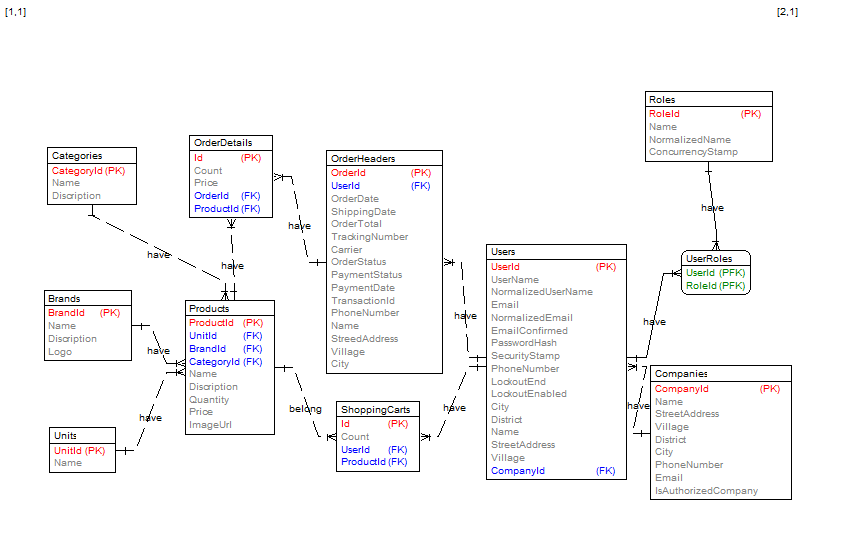 [1,1]
[2,1]
Roles
RoleId (PK)
Name
NormalizedName
ConcurrencyStamp
Categories
CategoryId (PK)
Name
Discription
OrderDetails
Id (PK)
Count
Price
OrderId (FK)
ProductId (FK)
OrderHeaders
OrderId (PK)
UserId (FK)
OrderDate
ShippingDate
OrderTotal
TrackingNumber
Carrier
OrderStatus
PaymentStatus
PaymentDate
TransactionId
PhoneNumber
Name
StreedAddress
Village
City
have
have
have
have
Users
UserId (PK)
UserName
NormalizedUserName
Email
NormalizedEmail
EmailConfirmed
PasswordHash
SecurityStamp
PhoneNumber
LockoutEnd
LockoutEnabled
City
District
Name
StreetAddress
Village
CompanyId (FK)
UserRoles
UserId (PFK)
RoleId (PFK)
Brands
BrandId (PK)
Name
Discription
Logo
Products
ProductId (PK)
UnitId (FK)
BrandId (FK)
CategoryId (FK)
Name
Discription
Quantity
Price
ImageUrl
have
have
have
Companies
CompanyId (PK)
Name
StreetAddress
Village
District
City
PhoneNumber
Email
IsAuthorizedCompany
belong
have
have
have
ShoppingCarts
Id (PK)
Count
UserId (FK)
ProductId (FK)
Units
UnitId (PK)
Name